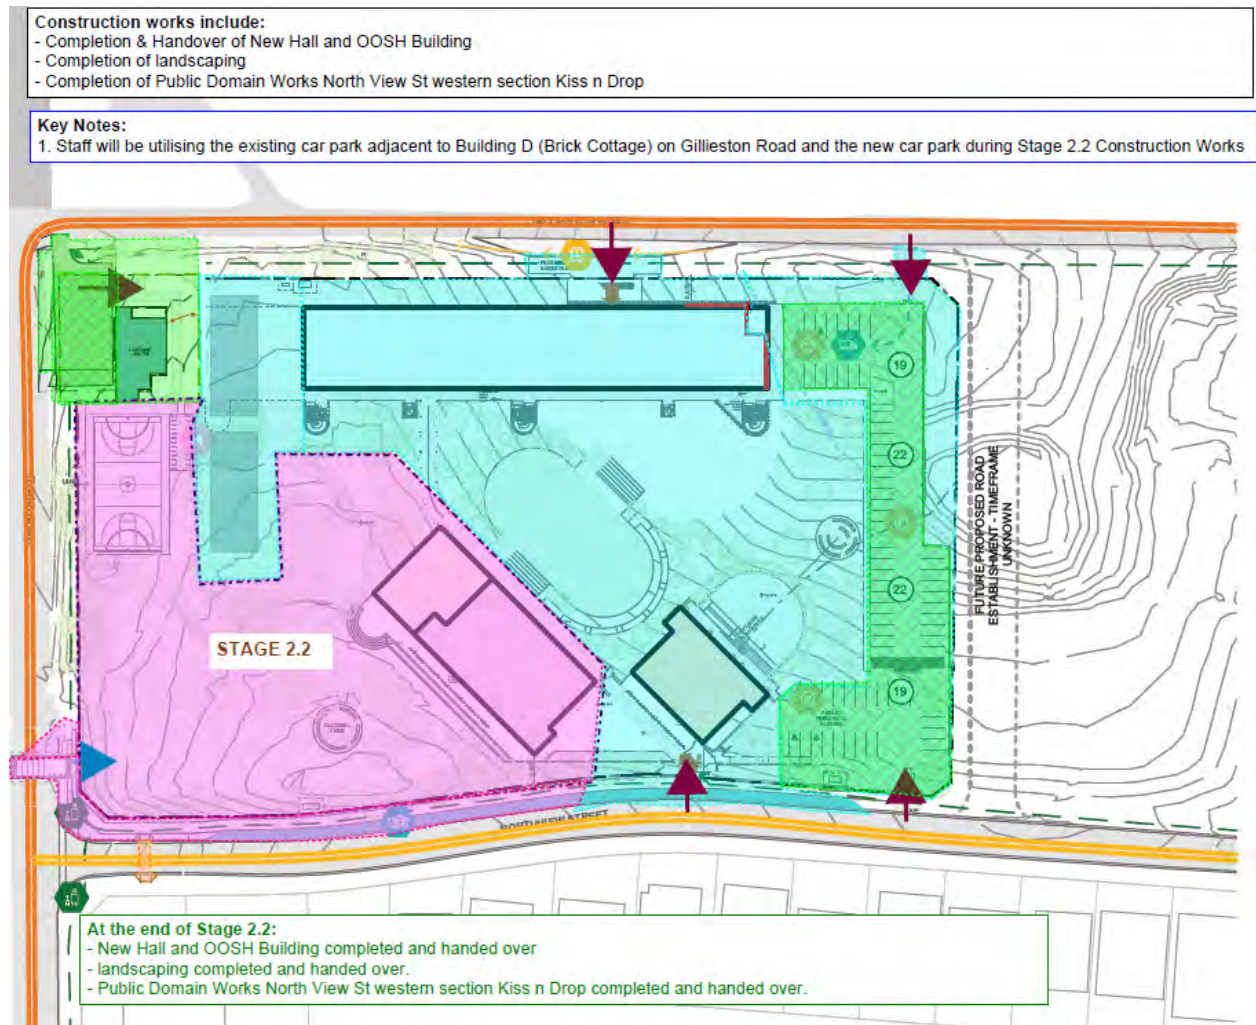 Construction works include:
- Completion & Handover of New Hall and OOSH Building
- Completion of landscaping
- Completion of Public Domain Works North View St western section Kiss n Drop
Key Notes:
1. Staff will be utilising the existing car park adjacent to Building D (Brick Cottage) on Gillieston Road and the new car park during Stage 2.2 Construction Works
19
22
FUTURE PROPOSED ROAD
ESTABLISHMENT - TIMEFRAME
UNKNOWN
22
STAGE 2.2
19
NORTHVIEW STREET
At the end of Stage 2.2:
- New Hall and OOSH Building completed and handed over
- landscaping completed and handed over.
- Public Domain Works North View St western section Kiss n Drop completed and handed over.